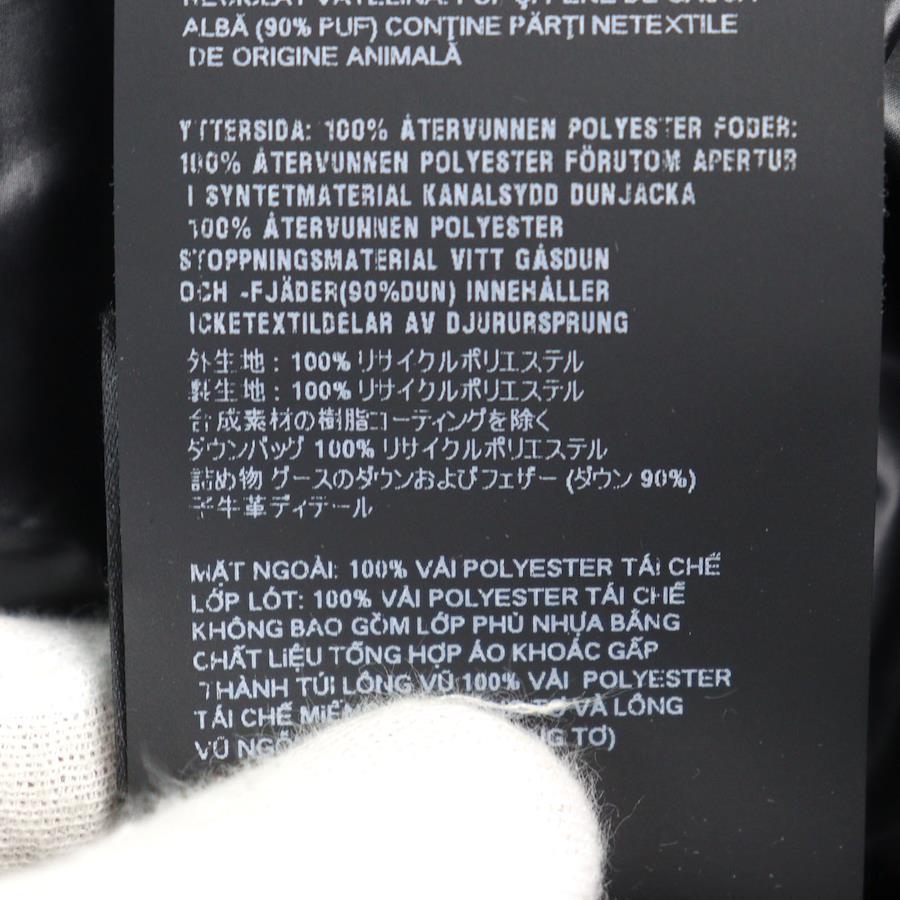 ALBĂ (90% PUF) CONȚINE PĂRȚI NETEXTILE
DE ORIGINE ANIMALĂ
YTTERSIDA: 100% ÅTERVUNNEN POLYESTER FODER:
100% ÅTERVUNNEN POLYESTER FÖRUTOM APERTUR
I SYNTETMATERIAL KANALSYDD DUNJACKA
100% ÅTERVUNNEN POLYESTER
STOPPNINGSMATERIAL VITT GÅSDUN
OCH -FJÄDER(90%DUN) INNEHÅLLER
ICKETEXTILDELAR AV DJURURSPRUNG
外生地：100% リサイクルポリエステル
裏生地：100% リサイクルポリエステル
合成素材の樹脂コーティングを除く
ダウンバッグ 100% リサイクルポリエステル
詰め物 グースのダウンおよびフェザー (ダウン 90%)
子牛革ディテール
MẶT NGOÀI: 100% VẢI POLYESTER TÁI CHẾ
LỚP LÓT: 100% VẢI POLYESTER TÁI CHẾ
KHÔNG BAO GỒM LỚP PHỦ NHỰA BẰNG
CHẤT LIỆU TỔNG HỢP ÁO KHOÁC GẤP
THÀNH TÚI LÔNG VŨ 100% VẢI POLYESTER
TÁI CHẾ VÀ LÔNG
VŨ TƠ)